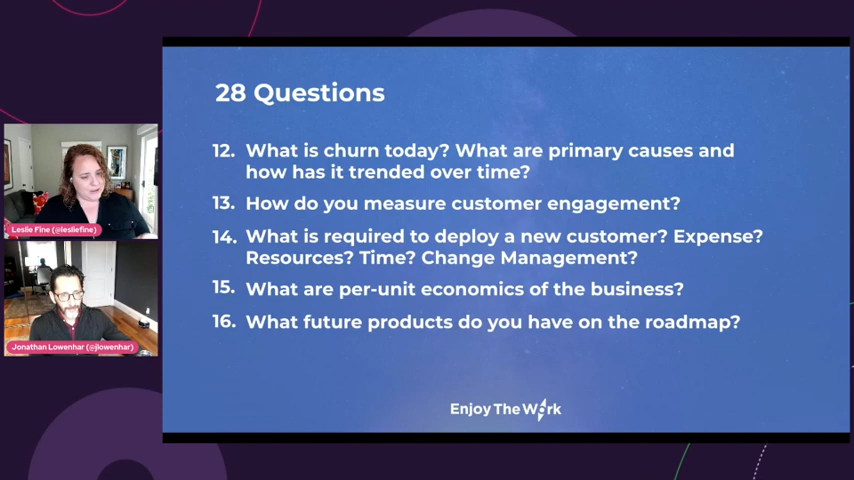 28 Questions
12. What is churn today? What are primary causes and
how has it trended over time?
13. How do you measure customer engagement?
14. What is required to deploy a new customer? Expense?
Resources? Time? Change Management?
15. What are per-unit economics of the business?
16. What future products do you have on the roadmap?
Enjoy The Work
Leslie Fine (@lesliefine)
Jonathan Lowenhar (@jlowenhar)